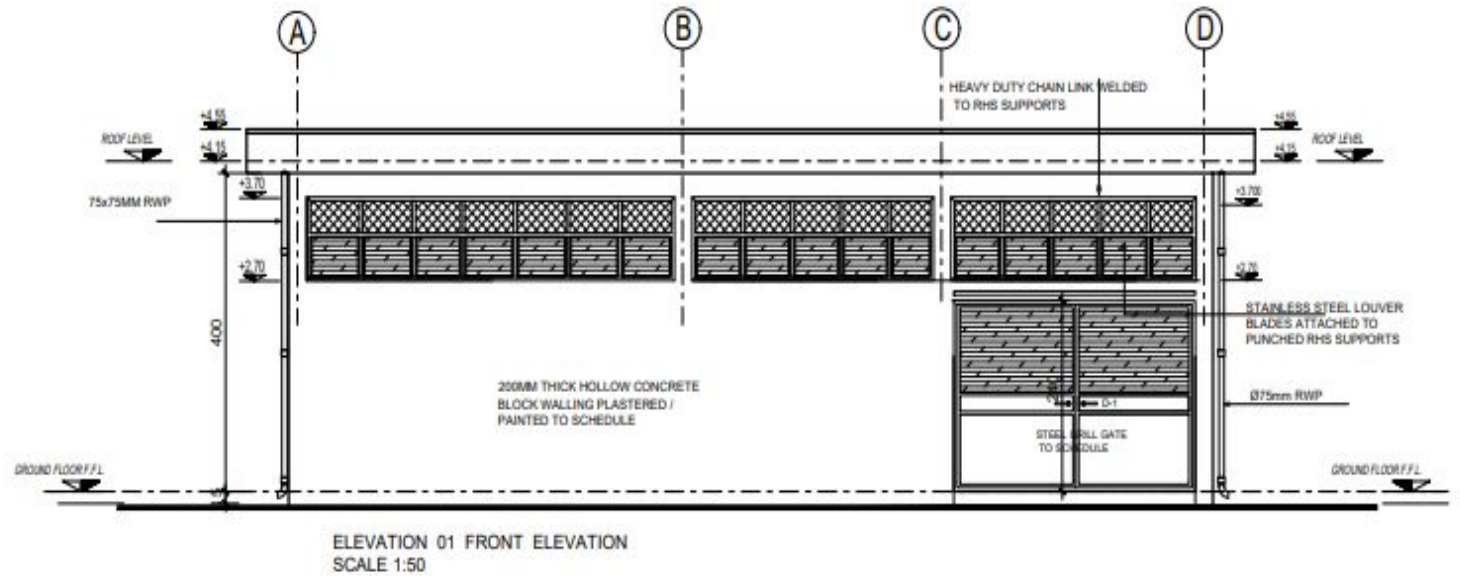 A
B
C
D
HEAVY DUTY CHAIN LINK WELDED
TO RHS SUPPORTS
+4.55
+4.55
ROOF LEVEL
+4.15
+4.15
ROOF LEVEL
+3.70
+3.700
75x75MM RWP
+2.70
400
STAINLESS STEEL LOUVER
BLADES ATTACHED TO
PUNCHED RHS SUPPORTS
200MM THICK HOLLOW CONCRETE
BLOCK WALLING PLASTERED /
PAINTED TO SCHEDULE
D-1
Ø75mm RWP
STEEL GRILL GATE
TO SCHEDULE
GROUND FLOOR F.F.L.
GROUND FLOOR F.F.L.
ELEVATION 01 FRONT ELEVATION
SCALE 1:50